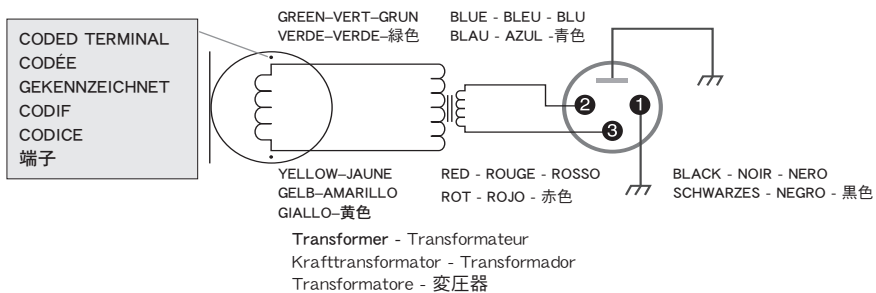 CODED TERMINAL
CODÉE
GEKENNZEICHNET
CODIF
CODICE
端子
GREEN–VERT–GRUN
VERDE–VERDE–緑色
BLUE - BLEU - BLU
BLAU - AZUL -青色
2
1
3
YELLOW–JAUNE
GELB–AMARILLO
GIALLO–黄色
RED - ROUGE - ROSSO
ROT - ROJO - 赤色
BLACK - NOIR - NERO
SCHWARZES - NEGRO - 黒色
Transformer - Transformateur
Krafttransformator - Transformador
Transformatore - 変圧器